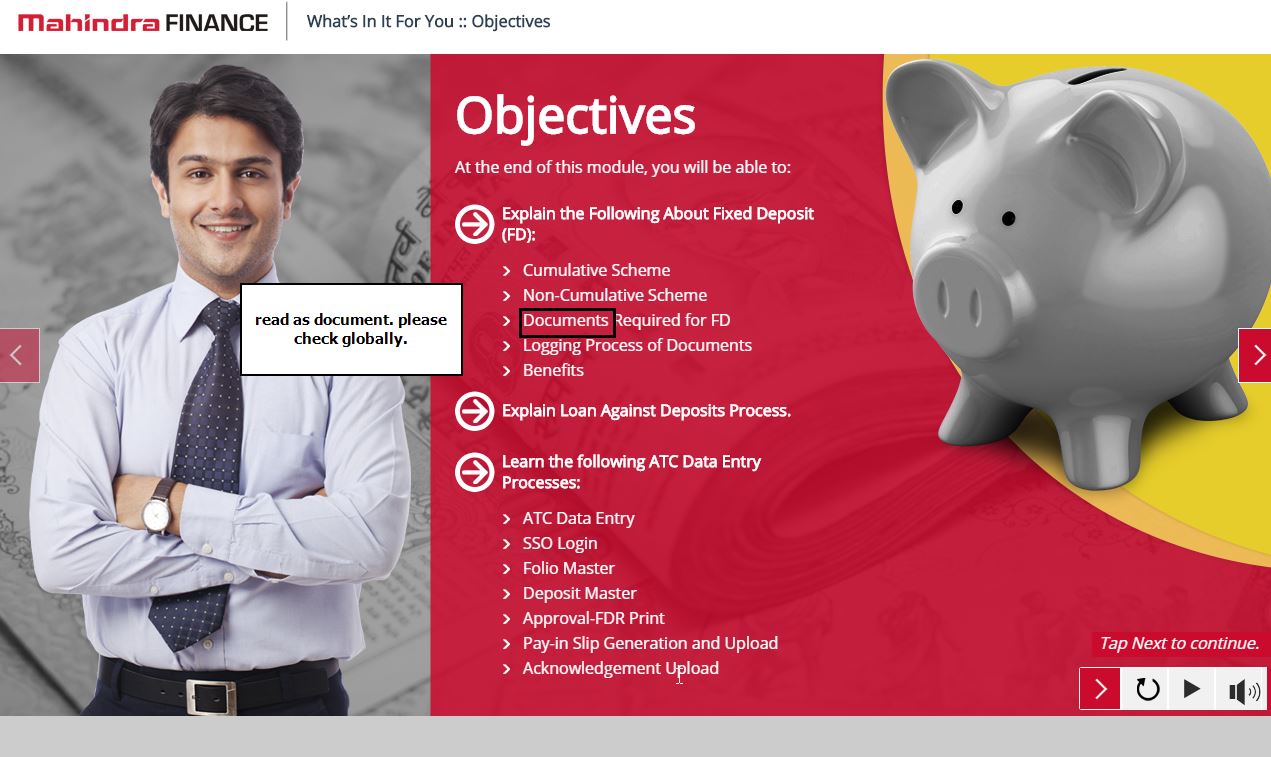 Mahindra FINANCE
What's In It For You :: Objectives
Objectives
At the end of this module, you will be able to:
Explain the Following About Fixed Deposit
(FD):
Cumulative Scheme
Non-Cumulative Scheme
Documents Required for FD
Logging Process of Documents
Benefits
read as document. please
check globally.
Explain Loan Against Deposits Process.
Learn the following ATC Data Entry
Processes:
ATC Data Entry
SSO Login
Folio Master
Deposit Master
Approval-FDR Print
Pay-in Slip Generation and Upload
Acknowledgement Upload
Tap Next to continue.